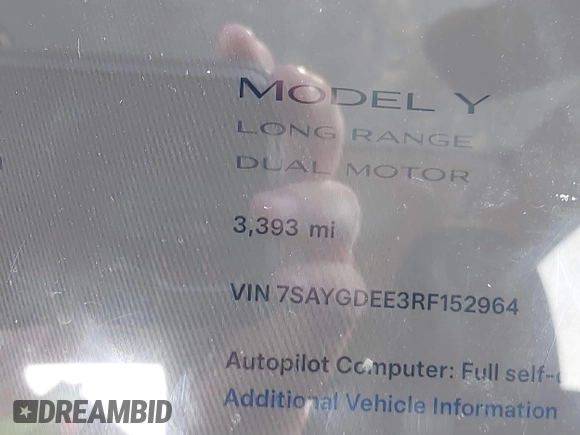 MODEL Y
LONG RANGE
DUAL MOTOR
3,393 mi
VIN 7SAYGDEE3RF152964
Autopilot Computer: Full self-
Additional Vehicle Information
DREAMBID